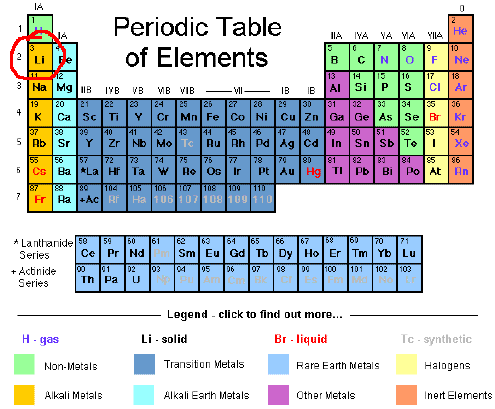 IA
0
Periodic Table
of Elements
1 1 2
H IIA IIIA IVA VA VIA VIIA He
2 3 4 5 6 7 8 9 10
Li Be B C N O F Ne
3 11 12 13 14 15 16 17 18
Na Mg IIIB IVB VB VIB VIIB VII IB IIB Al Si P S Cl Ar
4 19 20 21 22 23 24 25 26 27 28 29 30 31 32 33 34 35 36
K Ca Sc Ti V Cr Mn Fe Co Ni Cu Zn Ga Ge As Se Br Kr
5 37 38 39 40 41 42 43 44 45 46 47 48 49 50 51 52 53 54
Rb Sr Y Zr Nb Mo Tc Ru Rh Pd Ag Cd In Sn Sb Te I Xe
6 55 56 57 72 73 74 75 76 77 78 79 80 81 82 83 84 85 86
Cs Ba *La Hf Ta W Re Os Ir Pt Au Hg Tl Pb Bi Po At Rn
7 87 88 89 104 105 106 107 108 109 110
Fr Ra +Ac Rf Ha 106 107 108 109 110
* Lanthanide
Series
58 59 60 61 62 63 64 65 66 67 68 69 70 71
Ce Pr Nd Pm Sm Eu Gd Tb Dy Ho Er Tm Yb Lu
+ Actinide
Series
90 91 92 93 94 95 96 97 98 99 100 101 102 103
Th Pa U Np Pu Am Cm Bk Cf Es Fm Md No Lr
Legend - click to find out more...
H - gas Li - solid Br - liquid Tc - synthetic
Non-Metals Transition Metals Rare Earth Metals Halogens
Alkali Metals Alkali Earth Metals Other Metals Inert Elements